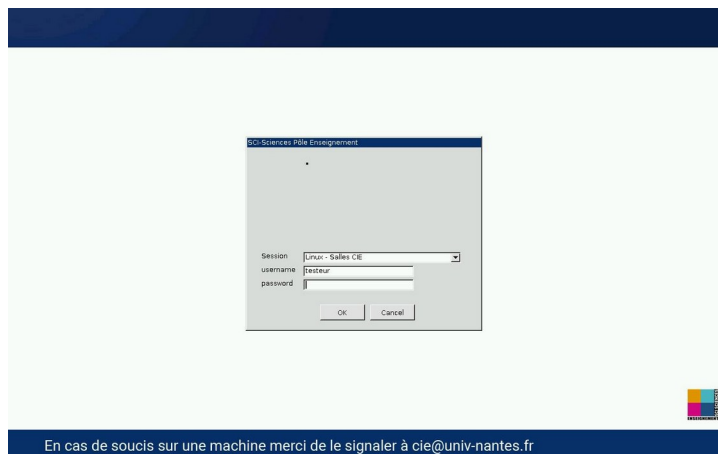 SCI-Sciences Pôle Enseignement
Session
Linux - Salles CIE
username
testeur
password
OK
Cancel
En cas de soucis sur une machine merci de le signaler à cie@univ-nantes.fr